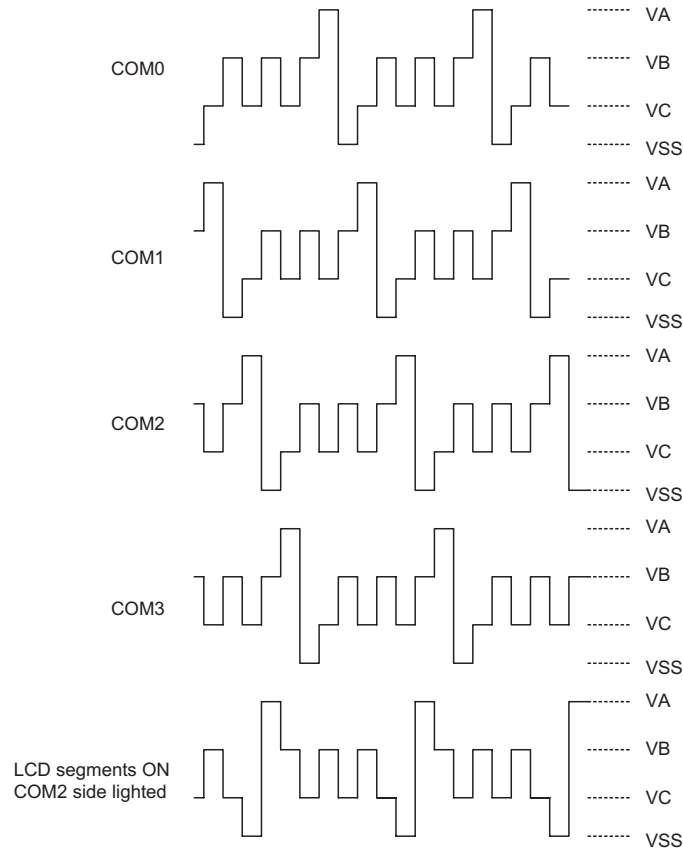 VA
COM0
VB
VC
VSS
VA
VB
COM1
VC
VSS
VA
VB
COM2
VC
VSS
VA
VB
COM3
VC
VSS
VA
VB
LCD segments ON
COM2 side lighted
VC
VSS